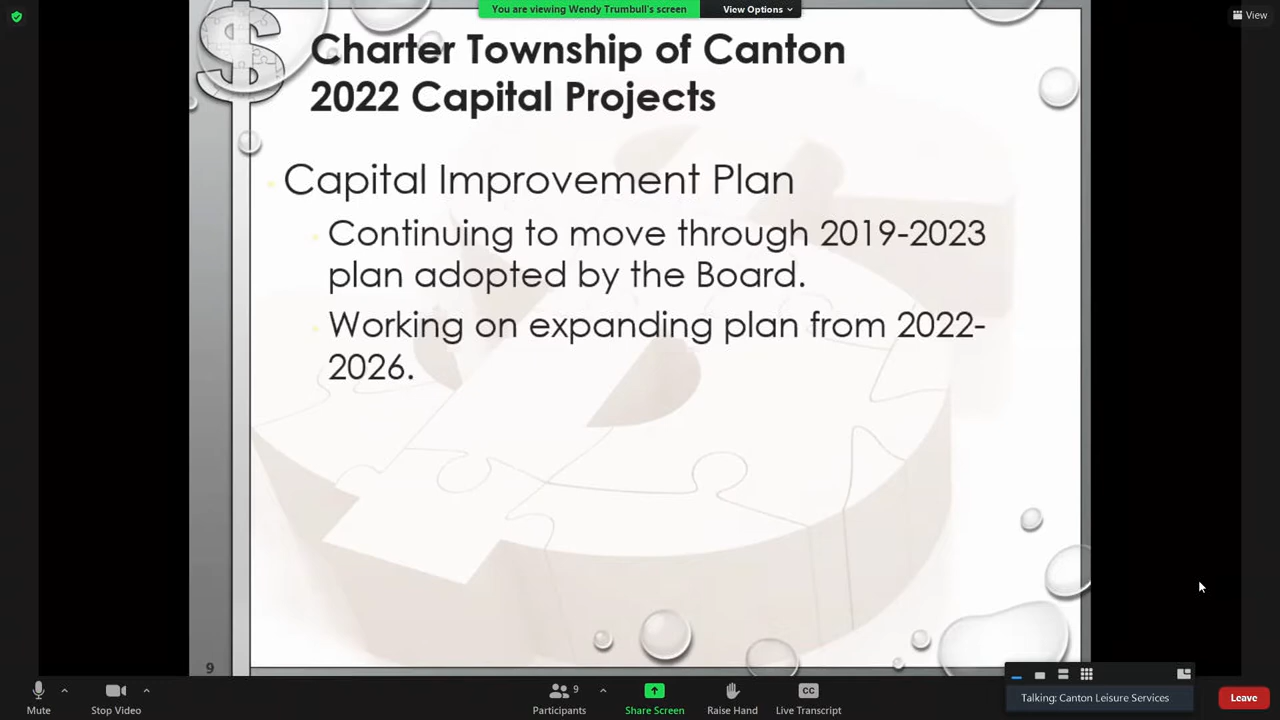 You are viewing Wendy Trumbull's screen
View Options
View
$
Charter Township of Canton
2022 Capital Projects
Capital Improvement Plan
Continuing to move through 2019-2023
plan adopted by the Board.
Working on expanding plan from 2022-
2026.
9
Mute
Stop Video
9
Participants
Share Screen
Raise Hand
CC
Live Transcript
Talking: Canton Leisure Services
Leave